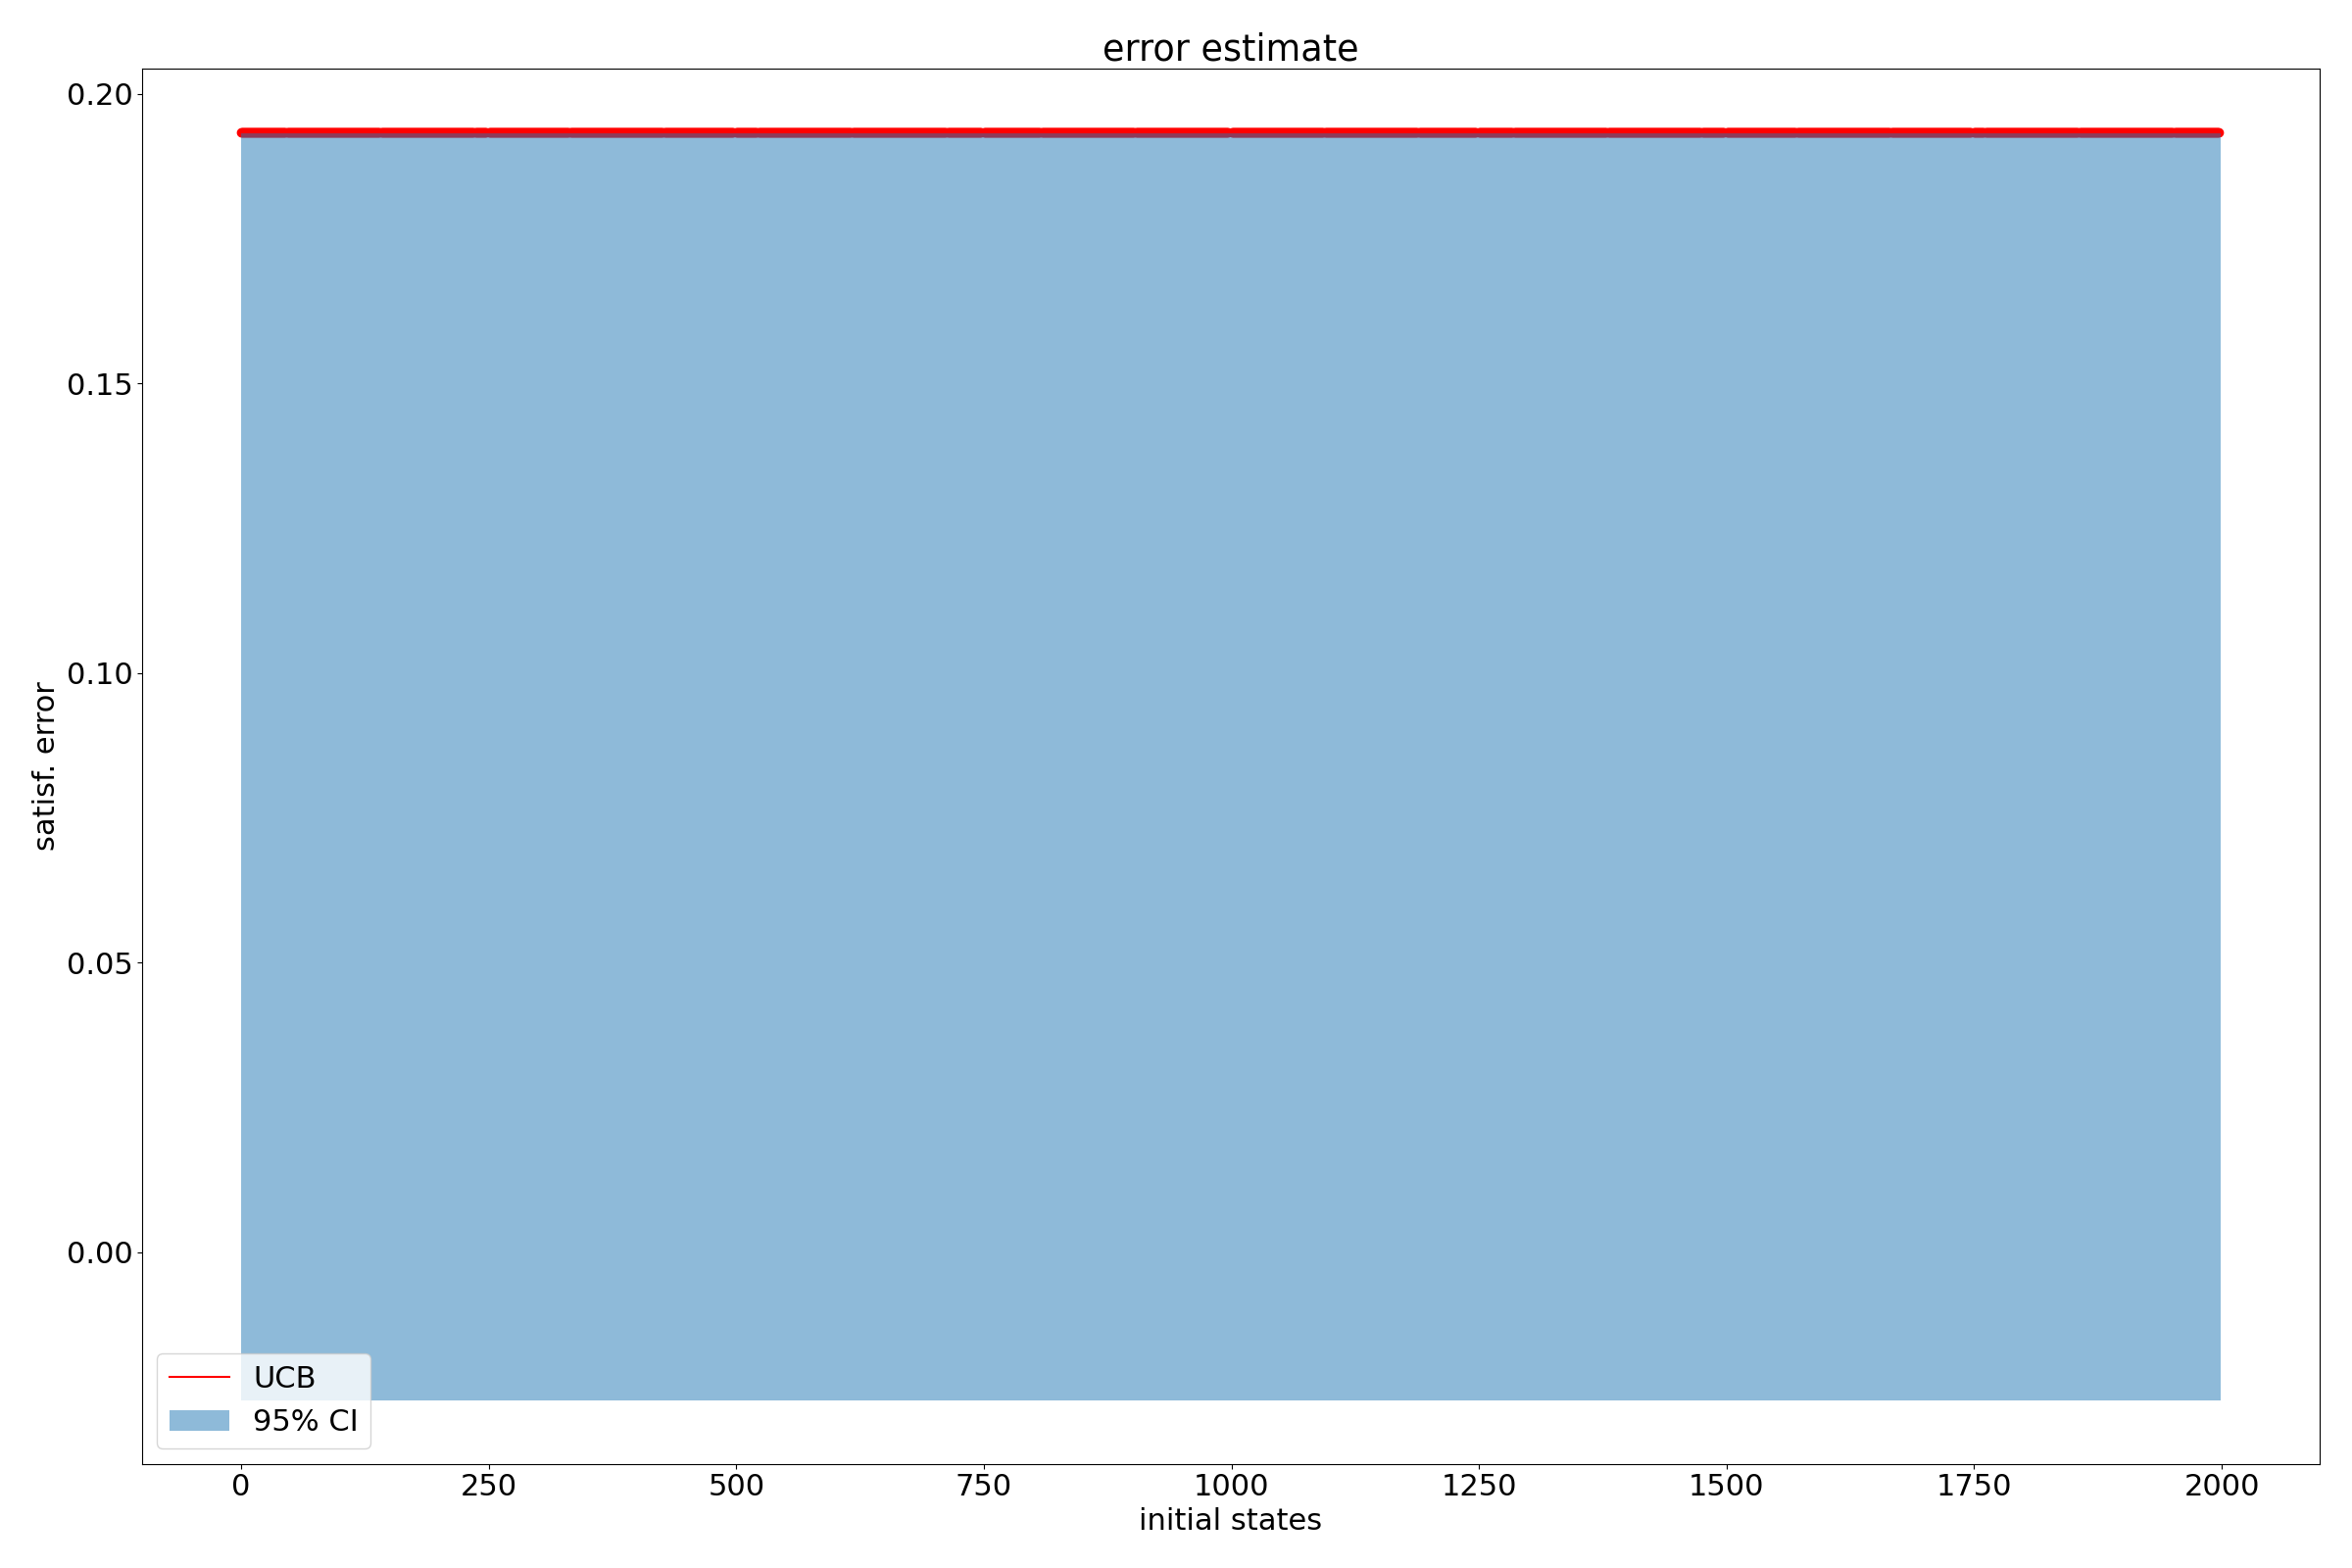 error estimate
0.20
0.15
0.10
0.05
0.00
satisf. error
UCB
95% CI
0 250 500 750 1000 1250 1500 1750 2000
initial states